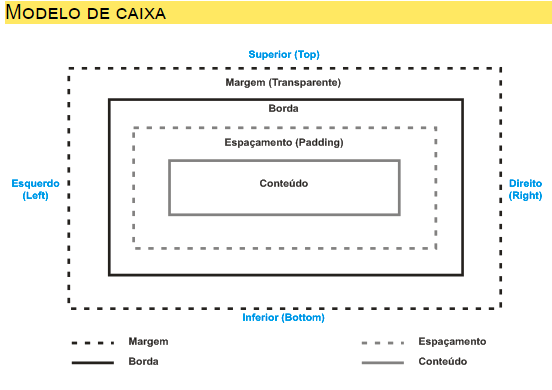 MODELO DE CAIXA
Superior (Top)
Margem (Transparente)
Borda
Espaçamento (Padding)
Conteúdo
Esquerdo
(Left)
Direito
(Right)
Inferior (Bottom)
Margem
Espaçamento
Borda
Conteúdo